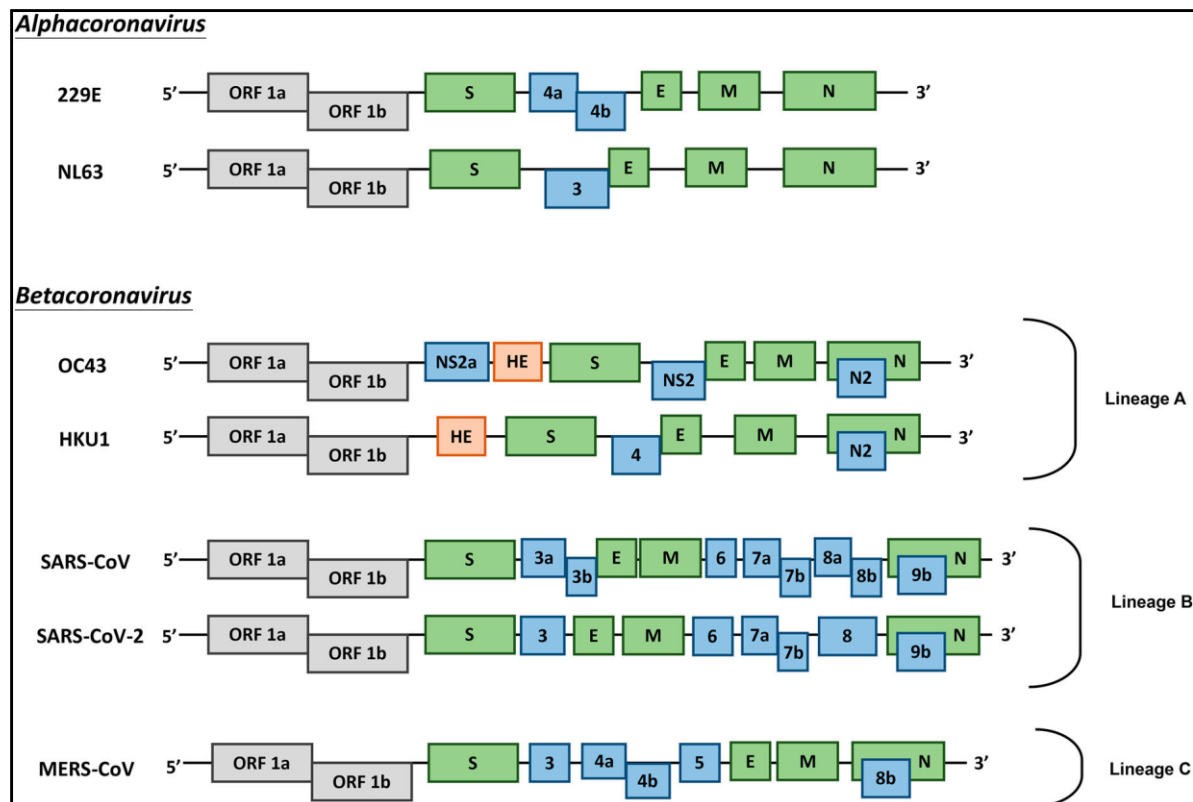 Alphacoronavirus
229E 5’ ORF 1a ORF 1b S 4a 4b E M N 3’
NL63 5’ ORF 1a ORF 1b S 3 E M N 3’
Betacoronavirus
OC43 5’ ORF 1a ORF 1b NS2a HE S NS2 E M N2 N 3’
HKU1 5’ ORF 1a ORF 1b HE S 4 E M N2 N 3’
Lineage A
SARS-CoV 5’ ORF 1a ORF 1b S 3a 3b E M 6 7a 7b 8a 8b 9b N 3’
SARS-CoV-2 5’ ORF 1a ORF 1b S 3 E M 6 7a 7b 8 9b N 3’
Lineage B
MERS-CoV 5’ ORF 1a ORF 1b S 3 4a 4b 5 E M 8b N 3’
Lineage C